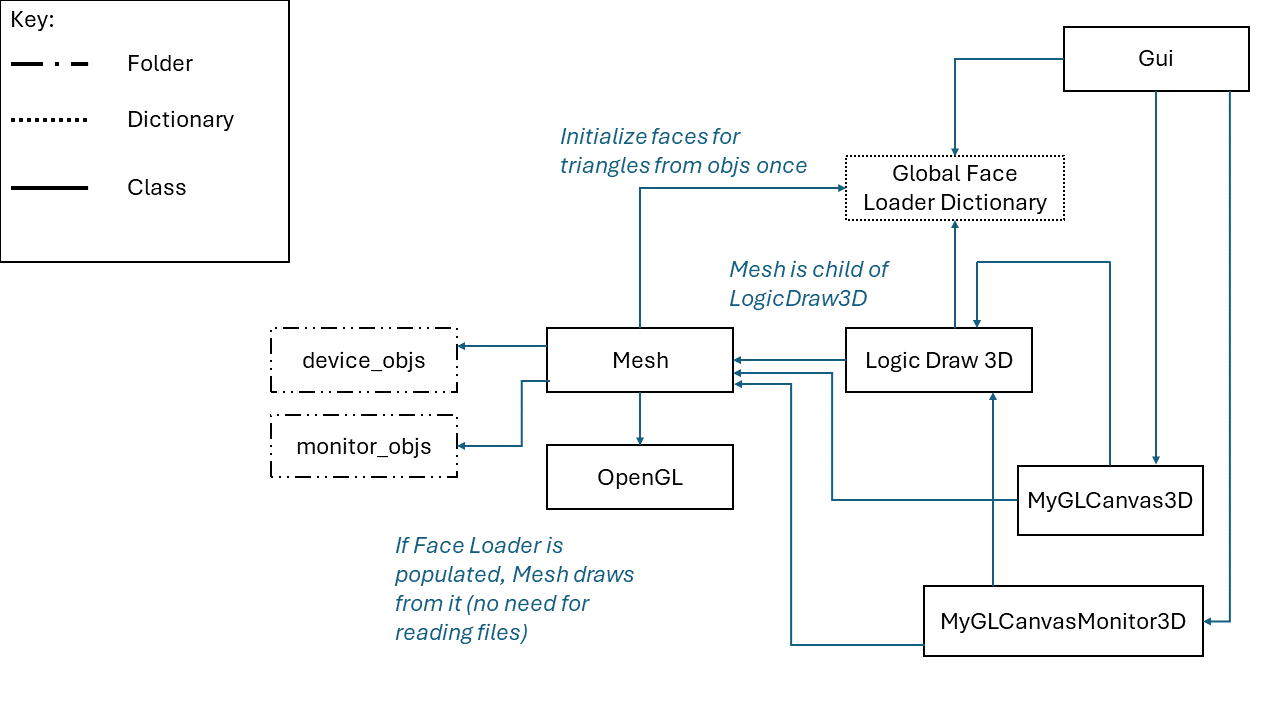 Key:
Folder
Dictionary
Class
Gui
Initialize faces for
triangles from objs once
Global Face
Loader Dictionary
Mesh is child of
LogicDraw3D
device_objs
Mesh
Logic Draw 3D
monitor_objs
OpenGL
MyGLCanvas3D
If Face Loader is
populated, Mesh draws
from it (no need for
reading files)
MyGLCanvasMonitor3D